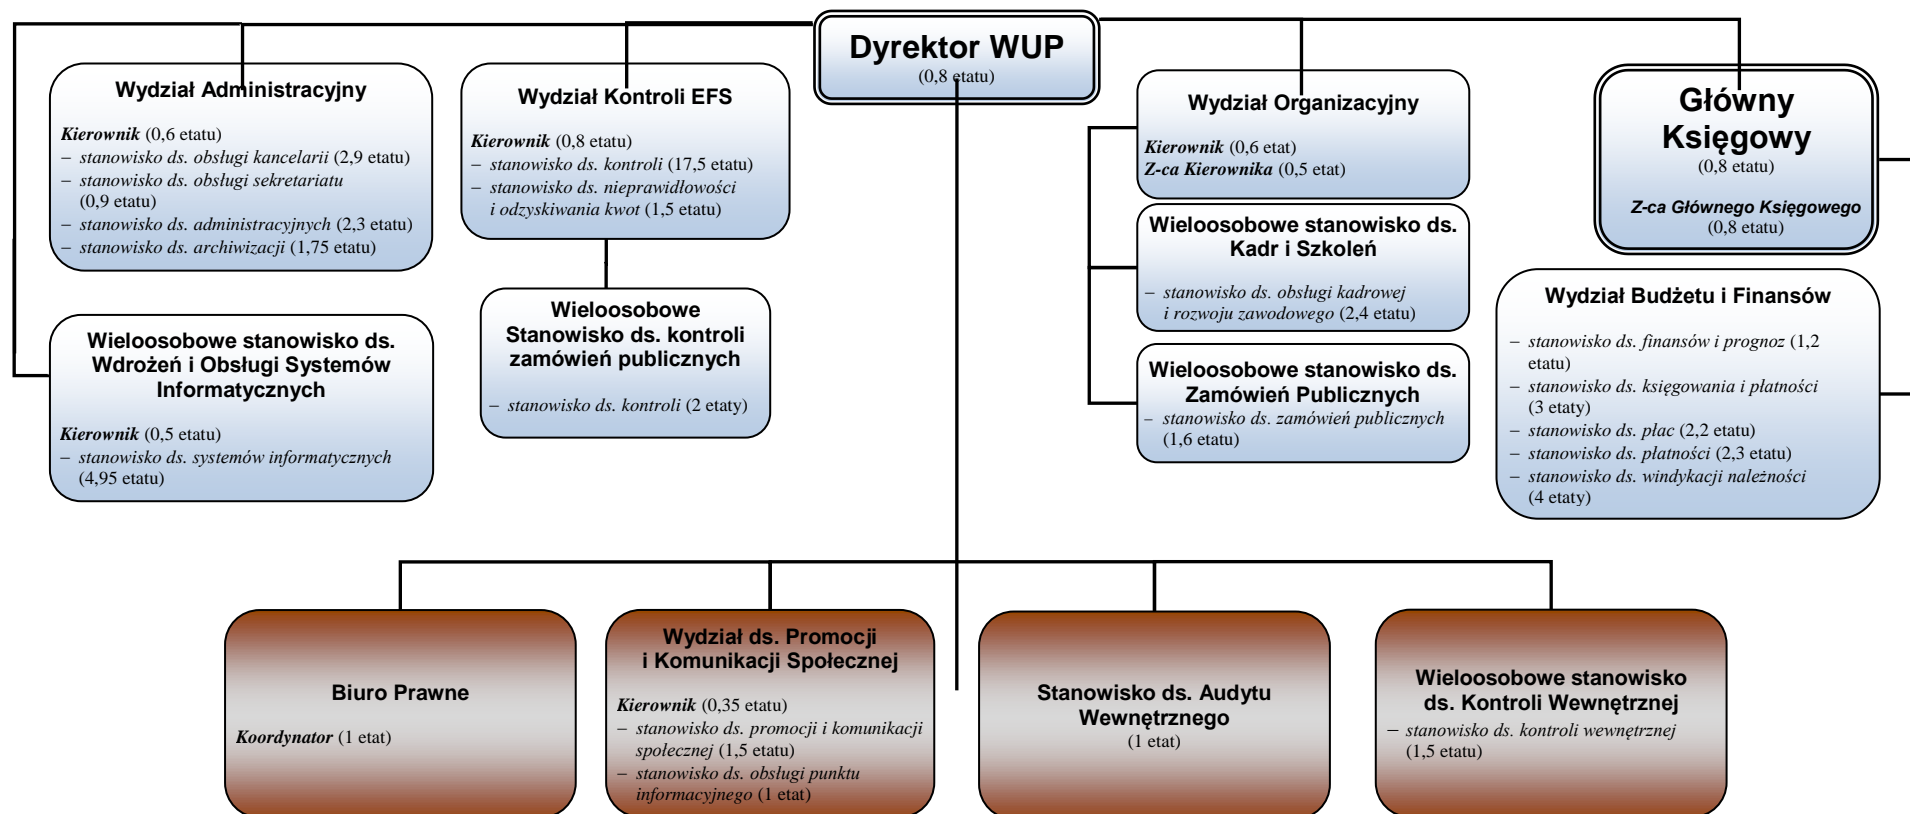 Dyrektor WUP
(0,8 etatu)
Wydział Administracyjny
Kierownik (0,6 etatu)
– stanowisko ds. obsługi kancelarii (2,9 etatu)
– stanowisko ds. obsługi sekretariatu
(0,9 etatu)
– stanowisko ds. administracyjnych (2,3 etatu)
– stanowisko ds. archiwizacji (1,75 etatu)
Wydział Kontroli EFS
Kierownik (0,8 etatu)
– stanowisko ds. kontroli (17,5 etatu)
– stanowisko ds. nieprawidłowości
i odzyskiwania kwot (1,5 etatu)
Wydział Organizacyjny
Kierownik (0,6 etat)
Z-ca Kierownika (0,5 etat)
Główny
Księgowy
(0,8 etatu)
Z-ca Głównego Księgowego
(0,8 etatu)
Wieloosobowe stanowisko ds.
Kadr i Szkoleń
– stanowisko ds. obsługi kadrowej
i rozwoju zawodowego (2,4 etatu)
Wieloosobowe stanowisko ds.
Wdrożeń i Obsługi Systemów
Informatycznych
Kierownik (0,5 etatu)
– stanowisko ds. systemów informatycznych
(4,95 etatu)
Wieloosobowe
Stanowisko ds. kontroli
zamówień publicznych
– stanowisko ds. kontroli (2 etaty)
Wieloosobowe stanowisko ds.
Zamówień Publicznych
– stanowisko ds. zamówień publicznych
(1,6 etatu)
Wydział Budżetu i Finansów
– stanowisko ds. finansów i prognoz (1,2
etatu)
– stanowisko ds. księgowania i płatności
(3 etaty)
– stanowisko ds. płac (2,2 etatu)
– stanowisko ds. płatności (2,3 etatu)
– stanowisko ds. windykacji należności
(4 etaty)
Biuro Prawne
Koordynator (1 etat)
Wydział ds. Promocji
i Komunikacji Społecznej
Kierownik (0,35 etatu)
– stanowisko ds. promocji i komunikacji
społecznej (1,5 etatu)
– stanowisko ds. obsługi punktu
informacyjnego (1 etat)
Stanowisko ds. Audytu
Wewnętrznego
(1 etat)
Wieloosobowe stanowisko
ds. Kontroli Wewnętrznej
– stanowisko ds. kontroli wewnętrznej
(1,5 etatu)